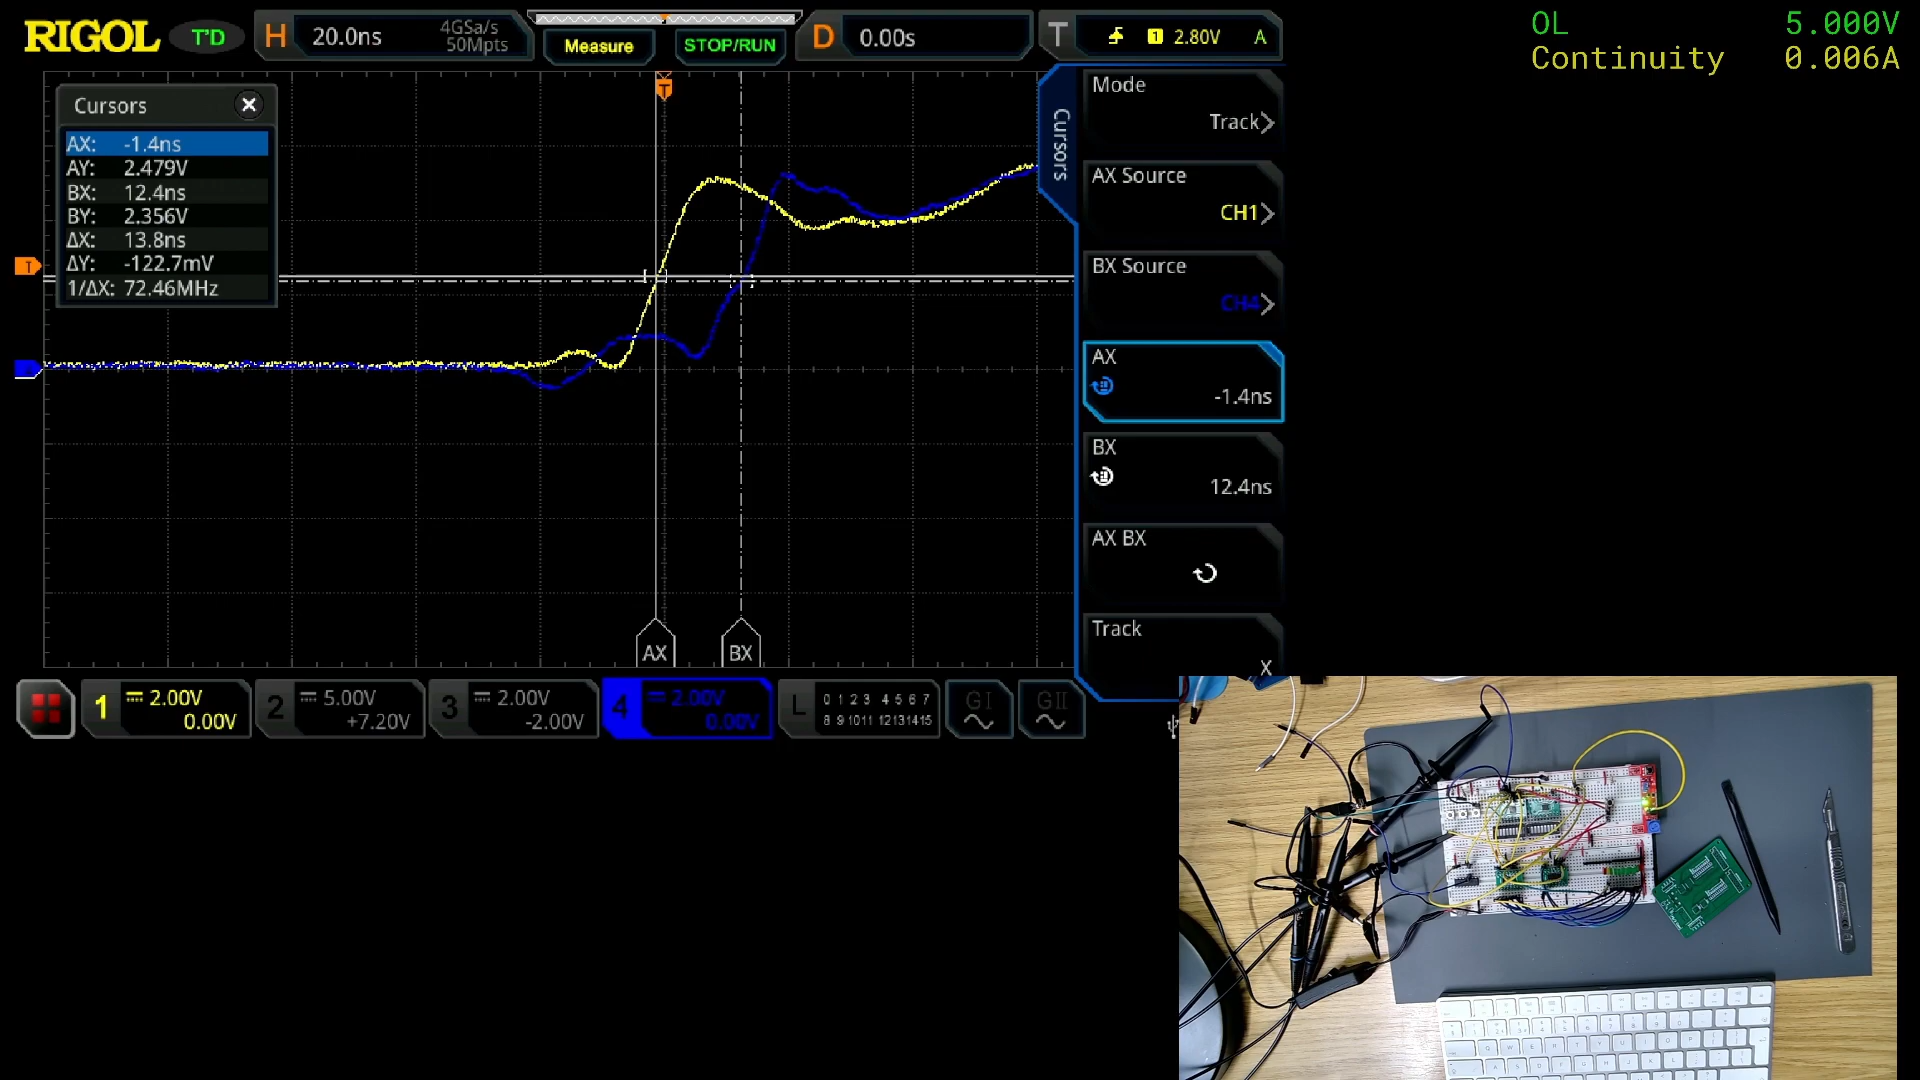 RIGOL T'D H 20.0ns 4GSa/s 50Mpts Measure STOP/RUN D 0.00s T 1 2.80V A
OL 5.000V
Continuity 0.006A
Cursors
AX: -1.4ns
AY: 2.479V
BX: 12.4ns
BY: 2.356V
ΔX: 13.8ns
ΔY: -122.7mV
1/ΔX: 72.46MHz
T
T
AX
BX
Cursors
Mode
Track
AX Source
CH1
BX Source
CH4
AX
-1.4ns
BX
12.4ns
AX BX
Track
X
1 2.00V 0.00V
2 5.00V +7.20V
3 2.00V -2.00V
4 2.00V 0.00V
L 0 1 2 3 4 5 6 7
8 9 10 11 12 13 14 15
GI
GII